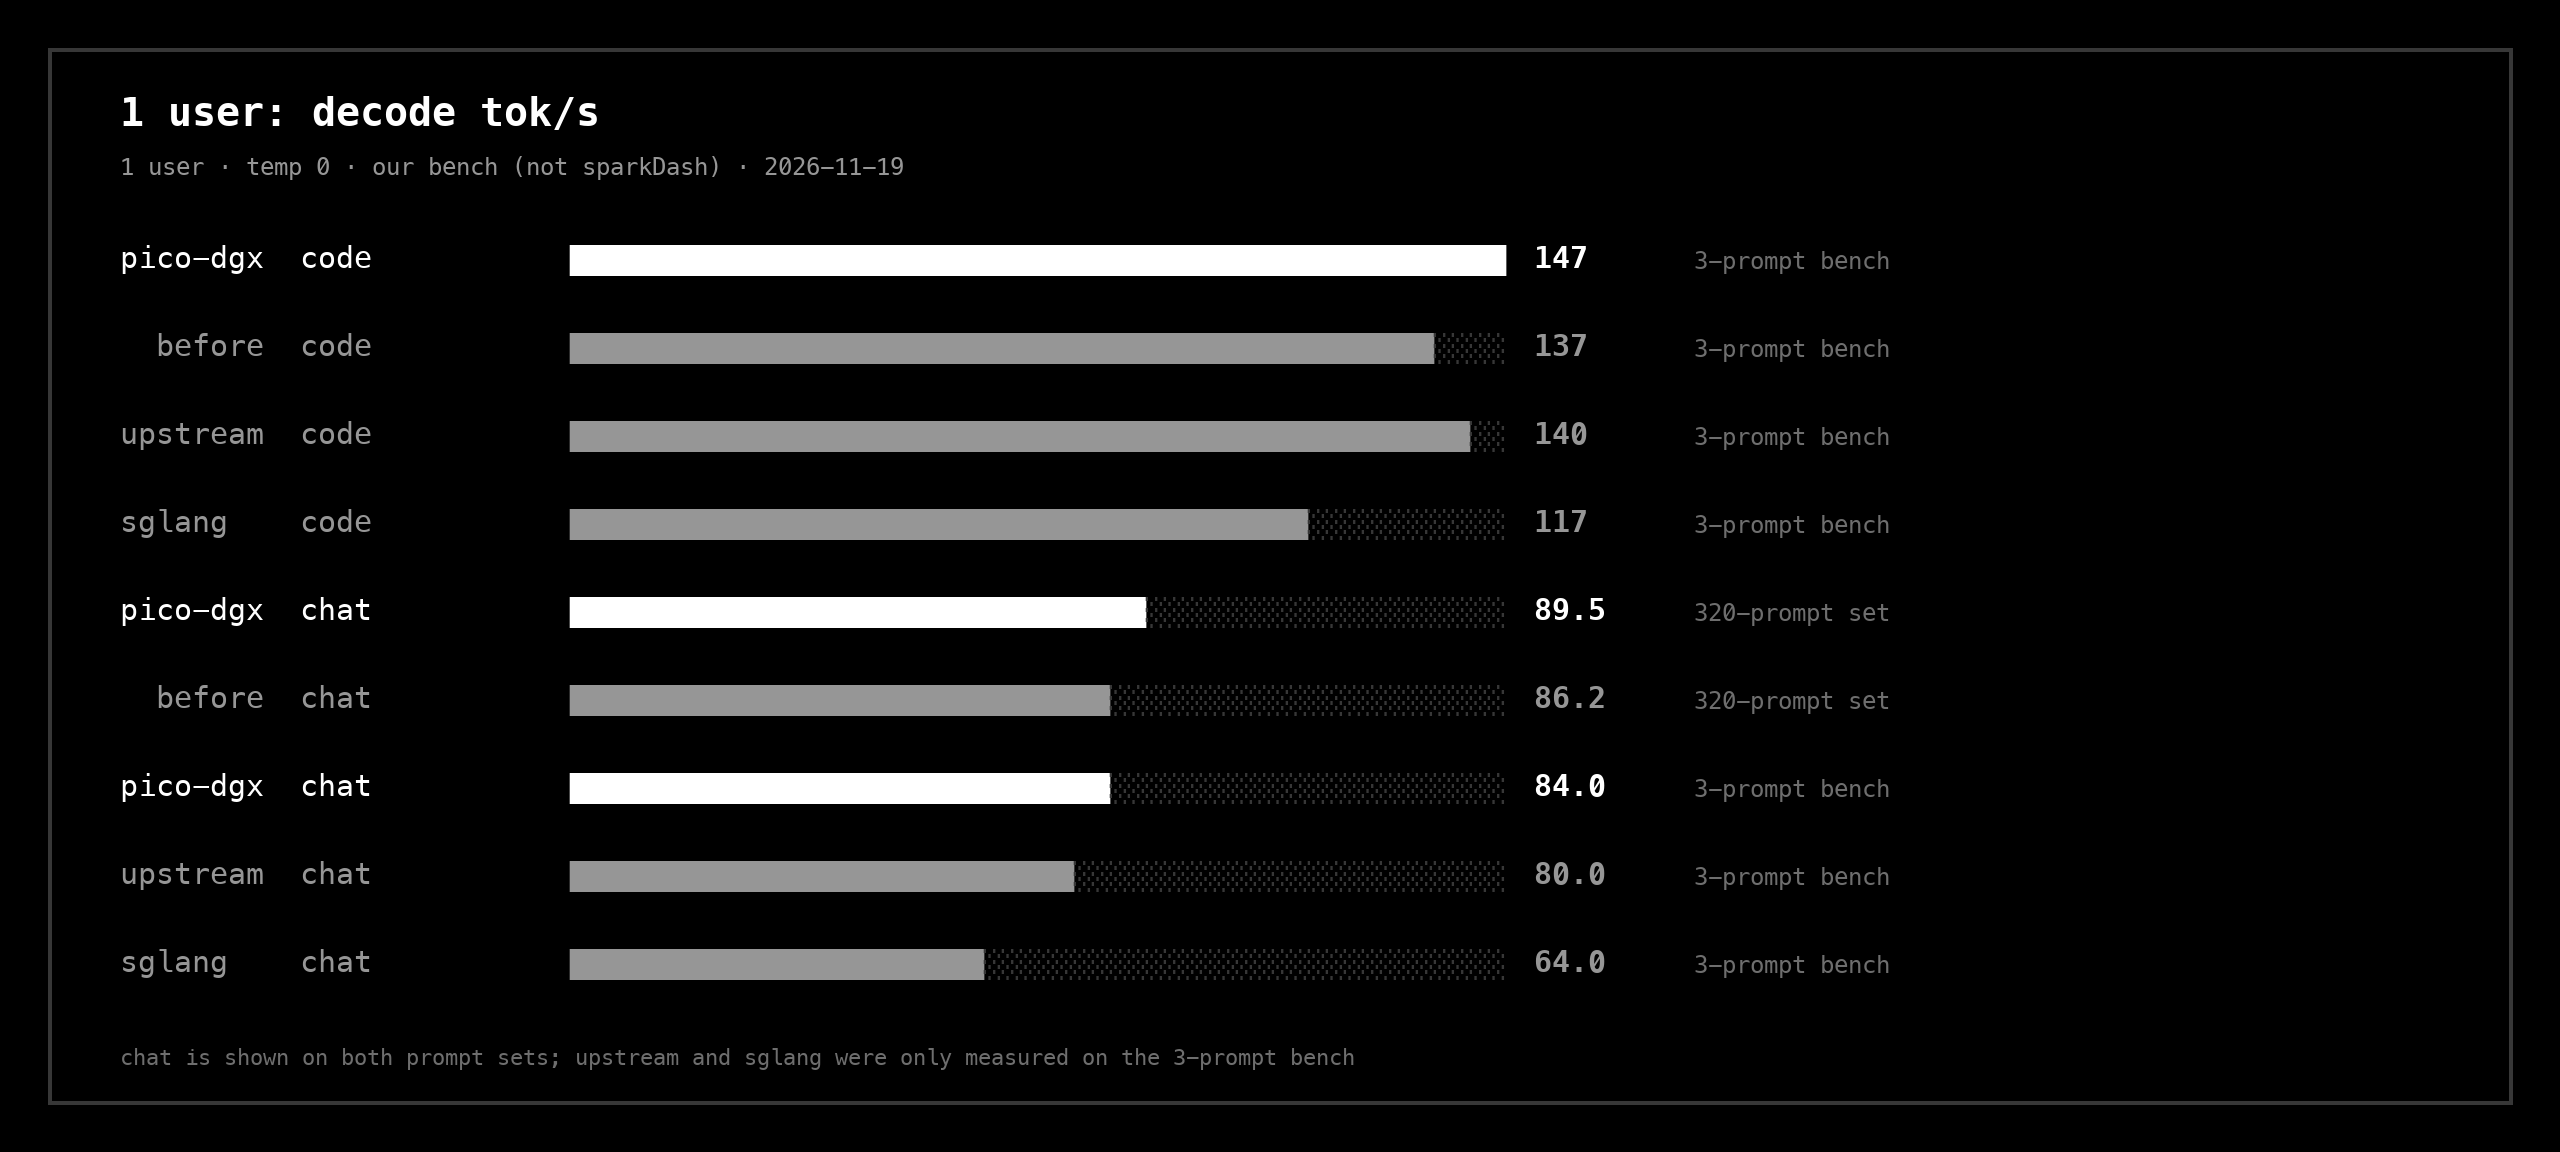 1 user: decode tok/s
1 user · temp 0 · our bench (not sparkDash) · 2026−11−19
pico−dgx code 147 3−prompt bench
before code 137 3−prompt bench
upstream code 140 3−prompt bench
sglang code 117 3−prompt bench
pico−dgx chat 89.5 320−prompt set
before chat 86.2 320−prompt set
pico−dgx chat 84.0 3−prompt bench
upstream chat 80.0 3−prompt bench
sglang chat 64.0 3−prompt bench
chat is shown on both prompt sets; upstream and sglang were only measured on the 3−prompt bench